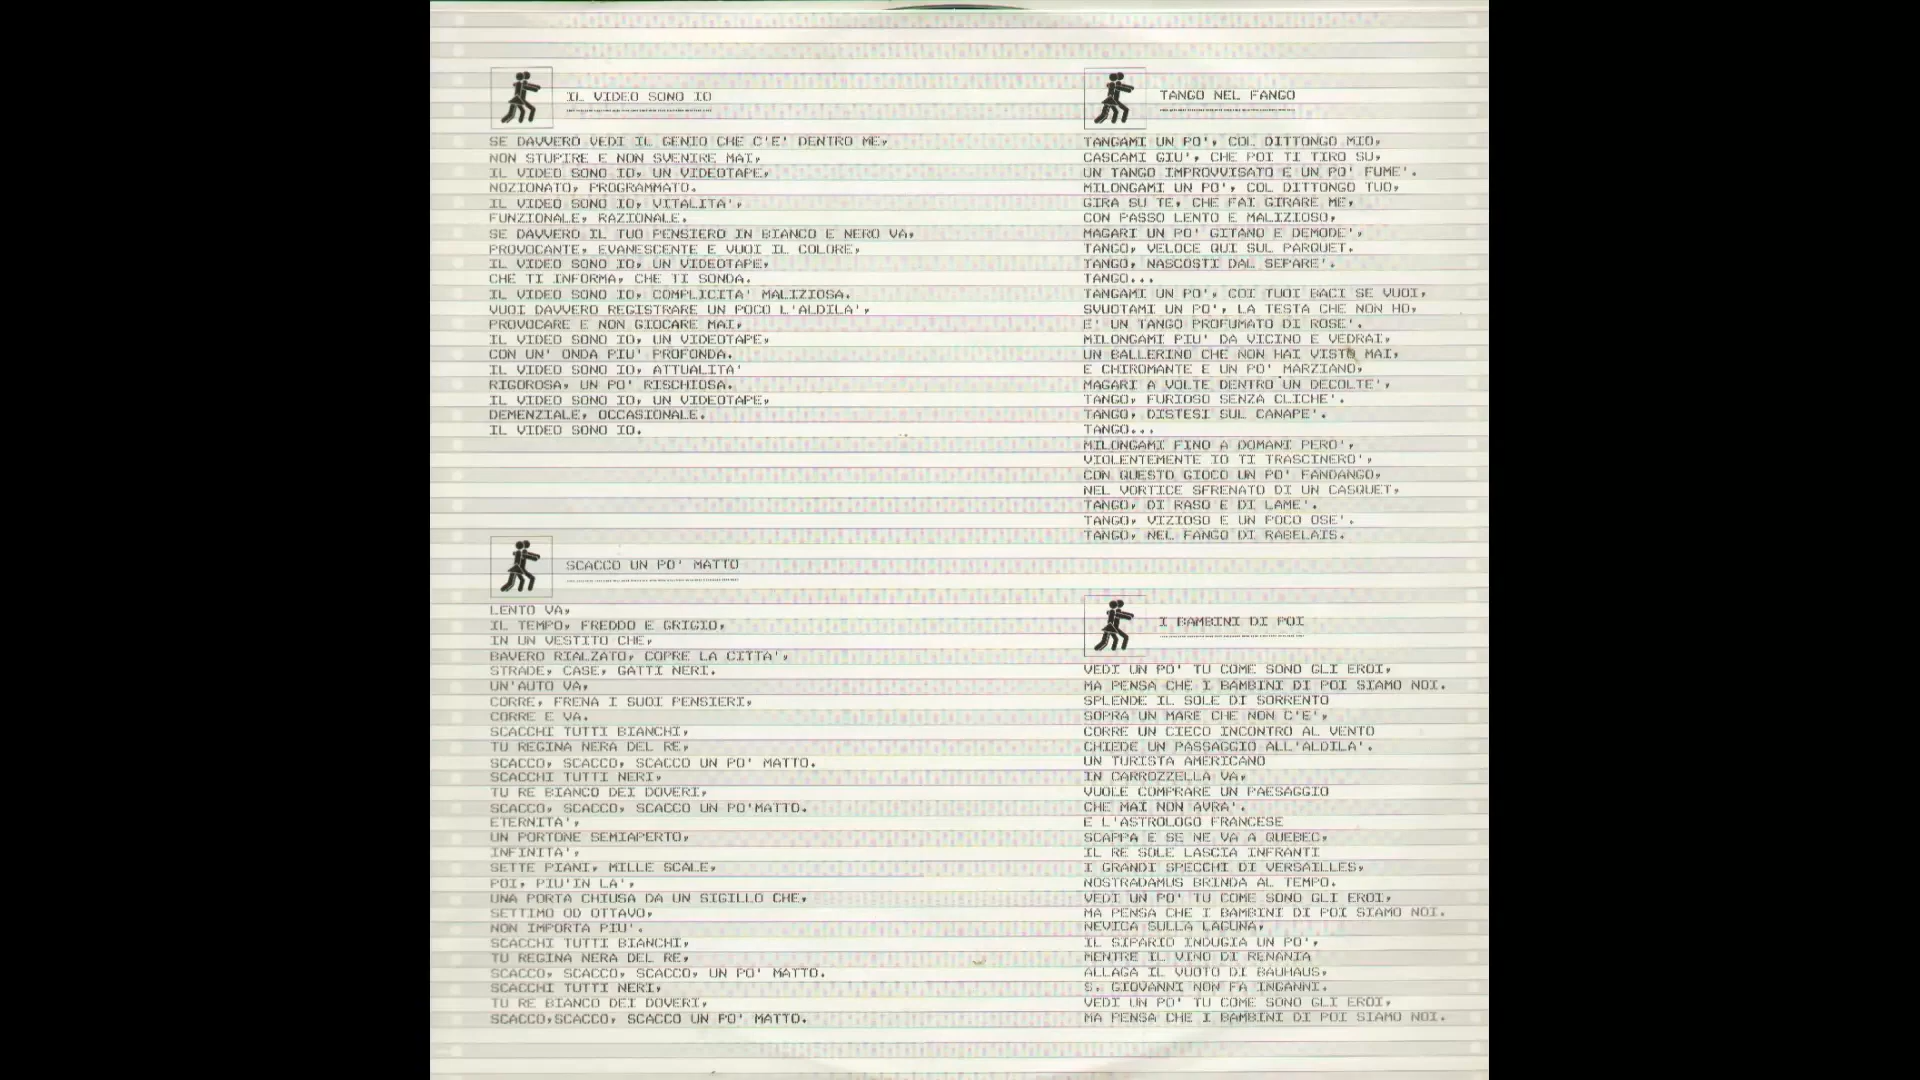 IL VIDEO SONO IO
SE DAVVERO VEDI IL GENIO CHE C'E' DENTRO ME,
NON STUPIRE E NON SVENIRE MAI,
IL VIDEO SONO IO, UN VIDEOTAPE,
NOZIONATO, PROGRAMMATO.
IL VIDEO SONO IO, VITALITA',
FUNZIONALE, RAZIONALE.
SE DAVVERO IL TUO PENSIERO IN BIANCO E NERO VA,
PROVOCANTE, EVANESCENTE E VUOI IL COLORE,
IL VIDEO SONO IO, UN VIDEOTAPE,
CHE TI INFORMA, CHE TI SONDA.
IL VIDEO SONO IO, COMPLICITA' MALIZIOSA.
VUOI DAVVERO REGISTRARE UN POCO L'ALDILA',
PROVOCARE E NON GIOCARE MAI,
IL VIDEO SONO IO, UN VIDEOTAPE,
CON UN' ONDA PIU' PROFONDA.
IL VIDEO SONO IO, ATTUALITA'
RIGOROSA, UN PO' RISCHIOSA.
IL VIDEO SONO IO, UN VIDEOTAPE,
DEMENZIALE, OCCASIONALE.
IL VIDEO SONO IO.
SCACCO UN PO' MATTO
LENTO VA,
IL TEMPO, FREDDO E GRIGIO,
IN UN VESTITO CHE,
BAVERO RIALZATO, COPRE LA CITTA',
STRADE, CASE, GATTI NERI.
UN'AUTO VA,
CORRE, FRENA I SUOI PENSIERI,
CORRE E VA.
SCACCHI TUTTI BIANCHI,
TU REGINA NERA DEL RE,
SCACCO, SCACCO, SCACCO UN PO' MATTO.
SCACCHI TUTTI NERI,
TU RE BIANCO DEI DOVERI,
SCACCO, SCACCO, SCACCO UN PO'MATTO.
ETERNITA',
UN PORTONE SEMIAPERTO,
INFINITA',
SETTE PIANI, MILLE SCALE,
POI, PIU'IN LA',
UNA PORTA CHIUSA DA UN SIGILLO CHE,
SETTIMO OD OTTAVO,
NON IMPORTA PIU'.
SCACCHI TUTTI BIANCHI,
TU REGINA NERA DEL RE,
SCACCO, SCACCO, SCACCO, UN PO' MATTO.
SCACCHI TUTTI NERI,
TU RE BIANCO DEI DOVERI,
SCACCO,SCACCO, SCACCO UN PO' MATTO.
TANGO NEL FANGO
TANGAMI UN PO', COL DITTONGO MIO,
CASCAMI GIU', CHE POI TI TIRO SU,
UN TANGO IMPROVVISATO E UN PO' FUME'.
MILONGAMI UN PO', COL DITTONGO TUO,
GIRA SU TE, CHE FAI GIRARE ME,
CON PASSO LENTO E MALIZIOSO,
MAGARI UN PO' GITANO E DEMODE',
TANGO, VELOCE QUI SUL PARQUET.
TANGO, NASCOSTI DAL SEPARE'.
TANGO...
TANGAMI UN PO', COI TUOI BACI SE VUOI,
SVUOTAMI UN PO', LA TESTA CHE NON HO,
E' UN TANGO PROFUMATO DI ROSE'.
MILONGAMI PIU' DA VICINO E VEDRAI,
UN BALLERINO CHE NON HAI VISTO MAI,
E CHIROMANTE E UN PO' MARZIANO,
MAGARI A VOLTE DENTRO UN DECOLTE',
TANGO, FURIOSO SENZA CLICHE'.
TANGO, DISTESI SUL CANAPE'.
TANGO...
MILONGAMI FINO A DOMANI PERO',
VIOLENTEMENTE IO TI TRASCINERO',
CON QUESTO GIOCO UN PO' FANDANGO,
NEL VORTICE SFRENATO DI UN CASQUET,
TANGO, DI RASO E DI LAME'.
TANGO, VIZIOSO E UN POCO OSE'.
TANGO, NEL FANGO DI RABELAIS.
I BAMBINI DI POI
VEDI UN PO' TU COME SONO GLI EROI,
MA PENSA CHE I BAMBINI DI POI SIAMO NOI.
SPLENDE IL SOLE DI SORRENTO
SOPRA UN MARE CHE NON C'E',
CORRE UN CIECO INCONTRO AL VENTO
CHIEDE UN PASSAGGIO ALL'ALDILA'.
UN TURISTA AMERICANO
IN CARROZZELLA VA,
VUOLE COMPRARE UN PAESAGGIO
CHE MAI NON AVRA'.
E L'ASTROLOGO FRANCESE
SCAPPA E SE NE VA A QUEBEC,
IL RE SOLE LASCIA INFRANTI
I GRANDI SPECCHI DI VERSAILLES,
NOSTRADAMUS BRINDA AL TEMPO.
VEDI UN PO' TU COME SONO GLI EROI,
MA PENSA CHE I BAMBINI DI POI SIAMO NOI.
NEVICA SULLA LAGUNA,
IL SIPARIO INDUGIA UN PO',
MENTRE IL VINO DI RENANIA
ALLAGA IL VUOTO DI BAUHAUS,
S. GIOVANNI NON FA INGANNI.
VEDI UN PO' TU COME SONO GLI EROI,
MA PENSA CHE I BAMBINI DI POI SIAMO NOI.